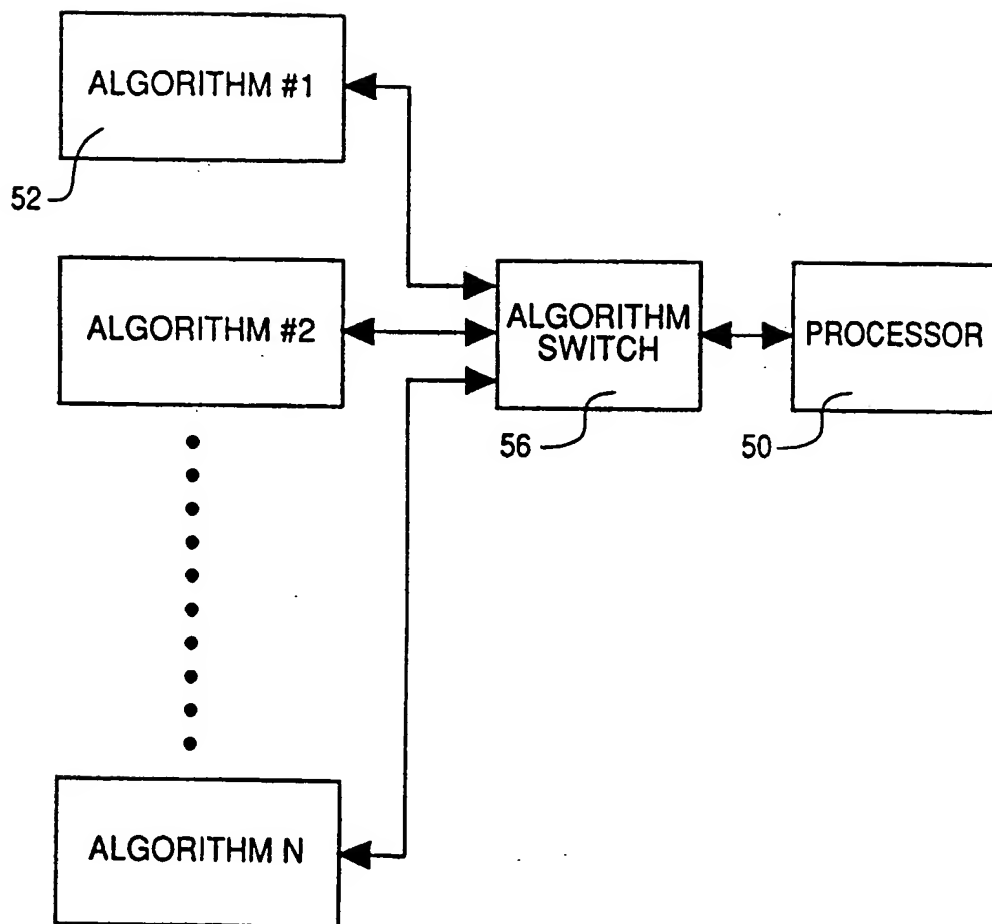 ALGORITHM #1
52
ALGORITHM #2
ALGORITHM
SWITCH
PROCESSOR
56
50
ALGORITHM N